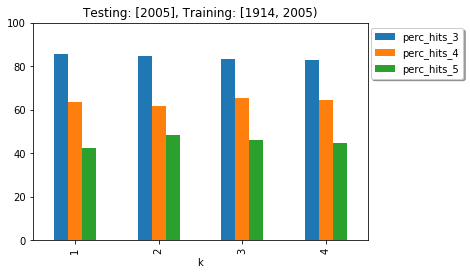 Testing: [2005], Training: [1914, 2005)
100
80
60
40
20
0
1
2
3
4
k
perc_hits_3
perc_hits_4
perc_hits_5